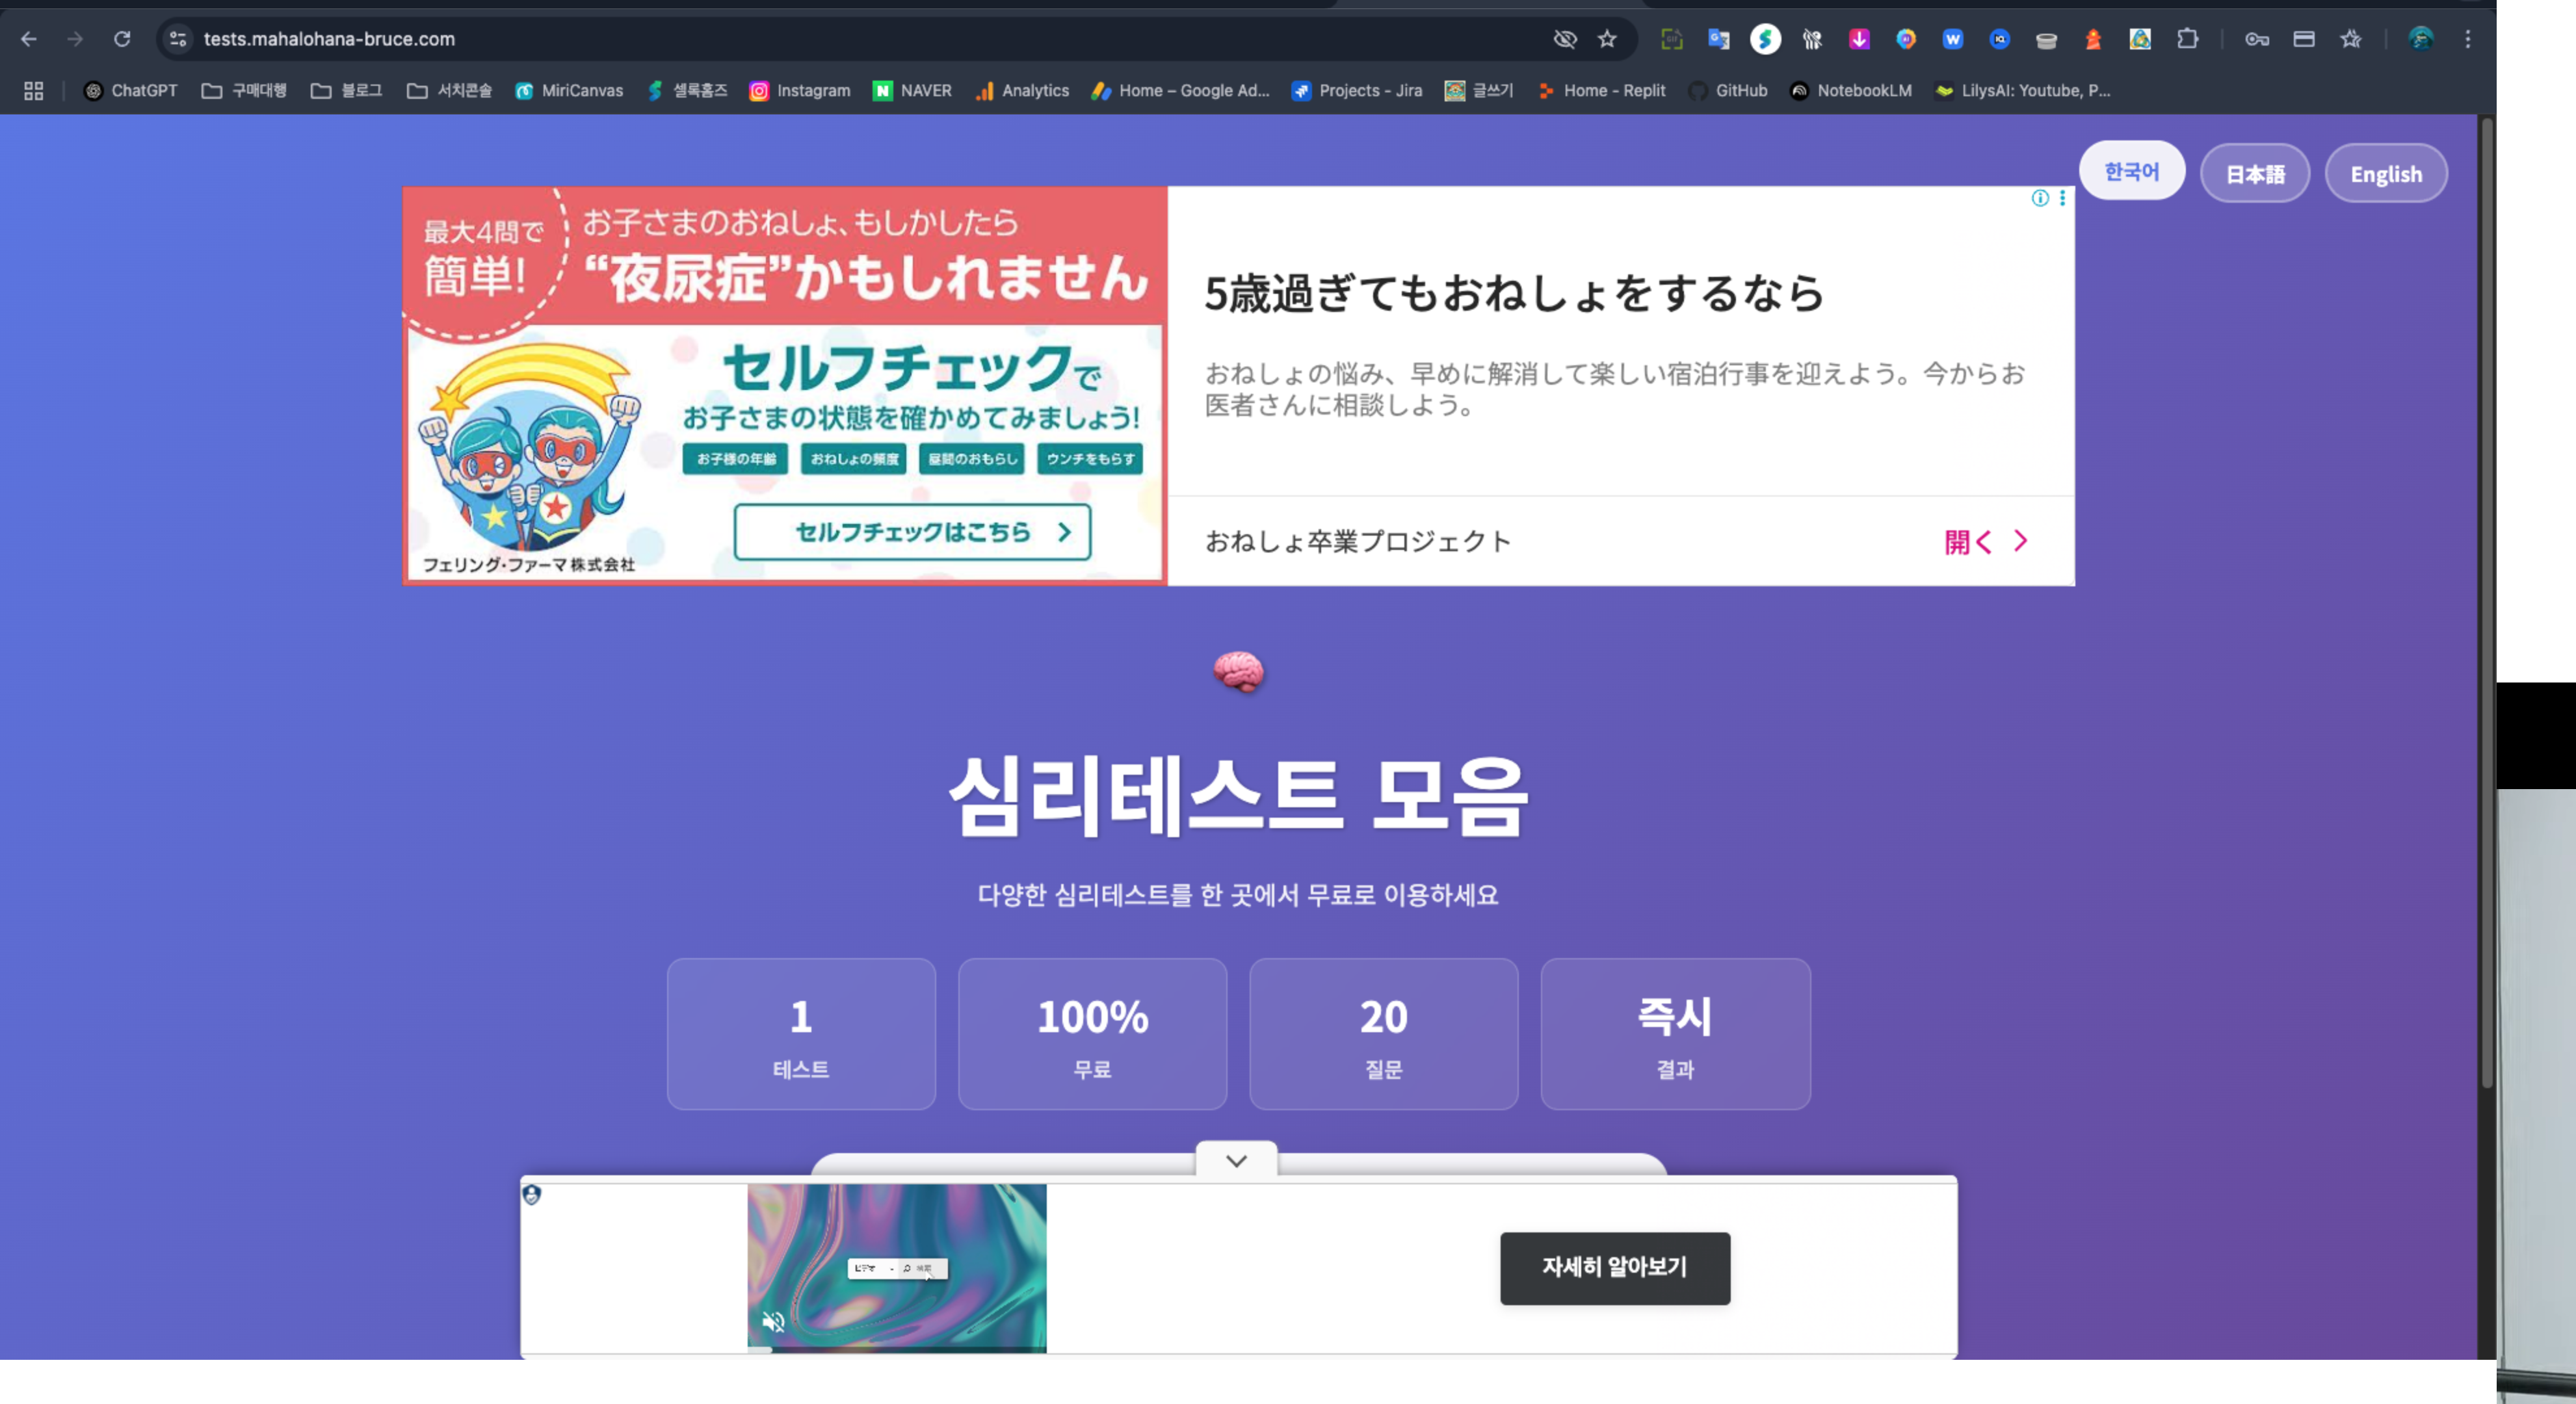 tests.mahalohana-bruce.com
ChatGPT 구매대행 블로그 서치콘솔 MiriCanvas 셀록홈즈 Instagram NAVER Analytics Home – Google Ad... Projects - Jira 글쓰기 Home - Replit GitHub NotebookLM LilysAI: Youtube, P...
한국어 日本語 English
最大4問で
簡単!
お子さまのおねしょ、もしかしたら
“夜尿症”かもしれません
セルフチェックで
お子さまの状態を確かめてみましょう!
お子様の年齢 おねしょの頻度 昼間のおもらし ウンチをもらす
セルフチェックはこちら
フェリング・ファーマ株式会社
5歳過ぎてもおねしょをするなら
おねしょの悩み、早めに解消して楽しい宿泊行事を迎えよう。今からお
医者さんに相談しよう。
おねしょ卒業プロジェクト 開く
심리테스트 모음
다양한 심리테스트를 한 곳에서 무료로 이용하세요
1
테스트
100%
무료
20
질문
즉시
결과
자세히 알아보기